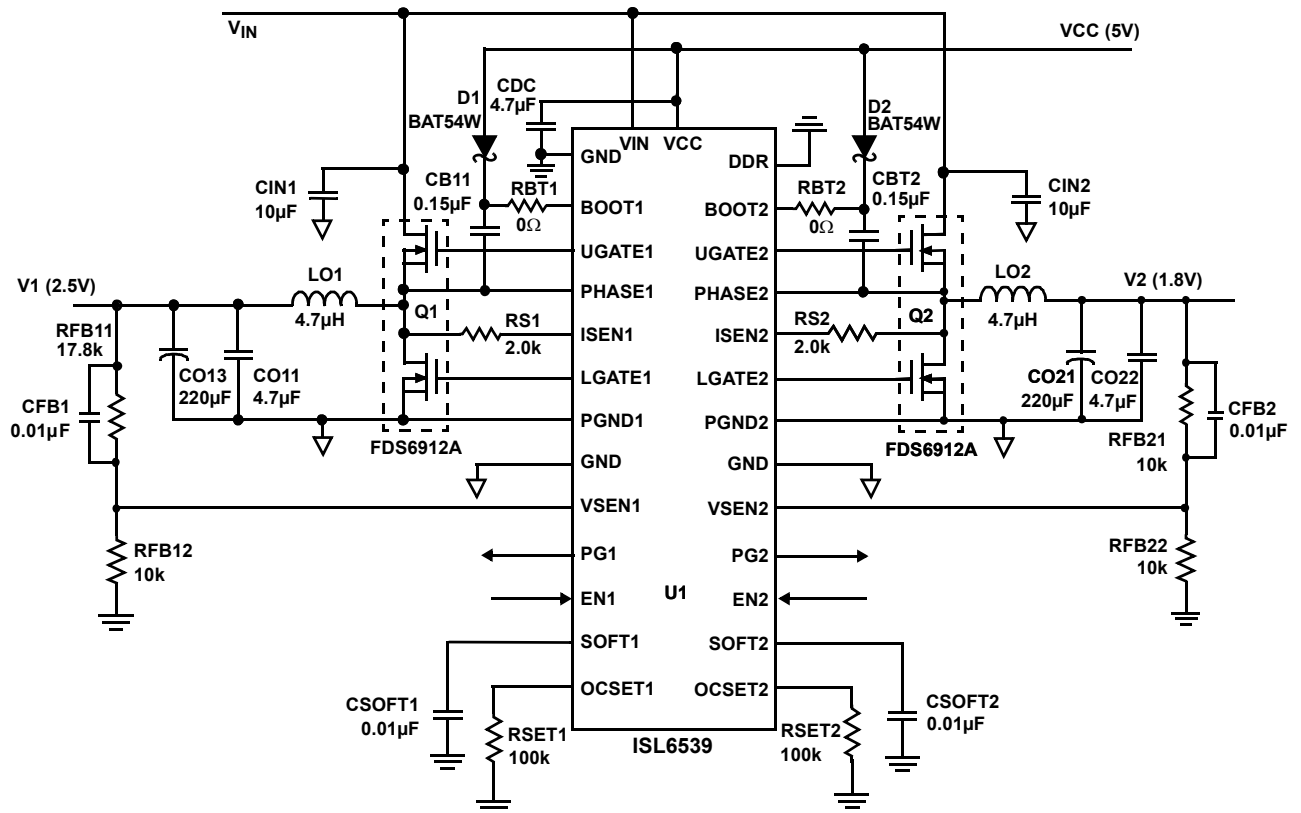 VIN
VCC (5V)
D1
BAT54W
CDC
4.7µF
D2
BAT54W
VIN
VCC
GND
DDR
CIN1
10µF
CB11
0.15µF
RBT1
0Ω
BOOT1
BOOT2
RBT2
0Ω
CBT2
0.15µF
CIN2
10µF
UGATE1
UGATE2
V1 (2.5V)
LO1
4.7µH
Q1
PHASE1
PHASE2
Q2
LO2
4.7µH
V2 (1.8V)
RFB11
17.8k
RS1
2.0k
ISEN1
ISEN2
RS2
2.0k
CO13
220µF
CO11
4.7µF
LGATE1
LGATE2
CO21
220µF
CO22
4.7µF
CFB1
0.01µF
PGND1
PGND2
CFB2
0.01µF
FDS6912A
FDS6912A
RFB21
10k
GND
GND
VSEN1
VSEN2
RFB12
10k
PG1
PG2
RFB22
10k
EN1
U1
EN2
SOFT1
SOFT2
OCSET1
OCSET2
CSOFT1
0.01µF
RSET1
100k
RSET2
100k
CSOFT2
0.01µF
ISL6539